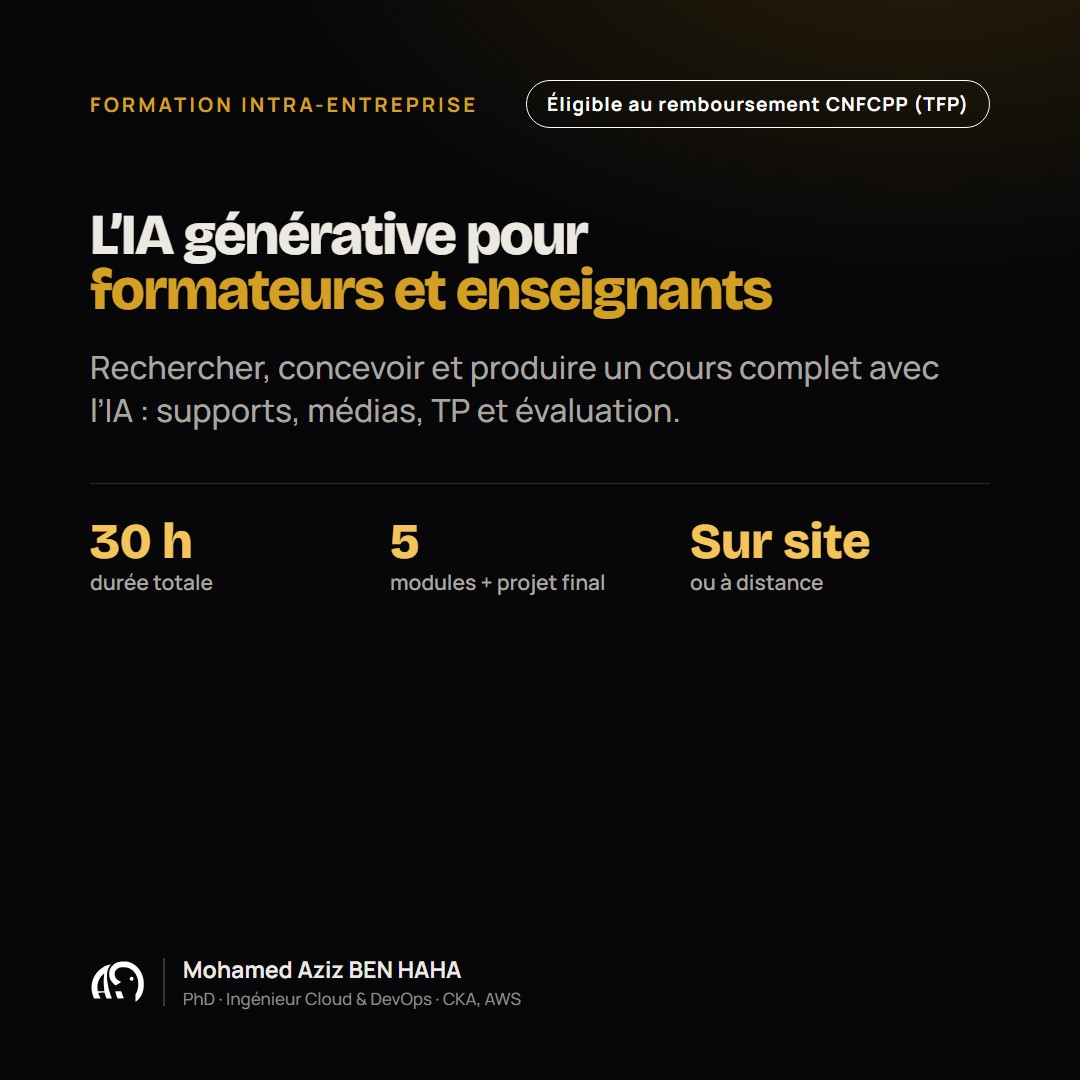 FORMATION INTRA-ENTREPRISE
Éligible au remboursement CNFCPP (TFP)
L’IA générative pour
formateurs et enseignants
Rechercher, concevoir et produire un cours complet avec
l’IA : supports, médias, TP et évaluation.
30 h
durée totale
5
modules + projet final
Sur site
ou à distance
Mohamed Aziz BEN HAHA
PhD · Ingénieur Cloud & DevOps · CKA, AWS